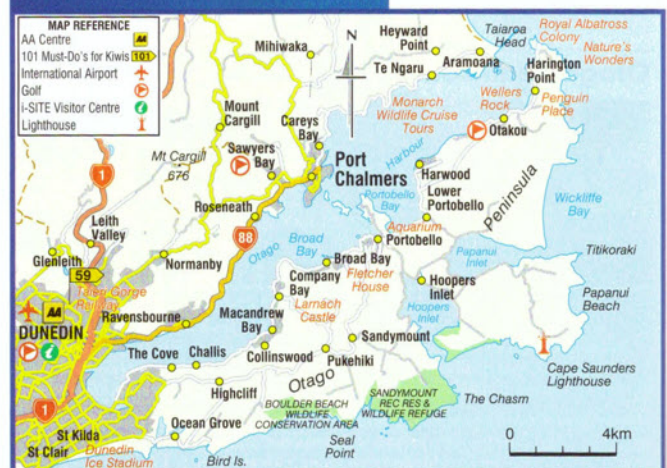 MAP REFERENCE
AA Centre AA
101 Must-Do's for Kiwis 101
International Airport
Golf
i-SITE Visitor Centre i
Lighthouse
N
Mihiwaka
Heyward
Point
Taiaroa
Head
Royal Albatross
Colony
Nature's
Wonders
Aramoana
Te Ngaru
Harington
Point
Mount
Cargill
Careys
Bay
Monarch
Wildlife Cruise
Tours
Wellers
Rock
Penguin
Place
Otakou
Mt Cargill
676
Sawyers
Bay
Port
Chalmers
Harbour
Harwood
Lower
Portobello
Peninsula
Wickliffe
Bay
1
Roseneath
88
Portobello
Bay
Aquarium
Portobello
Leith
Valley
Glenleith
59
Normanby
Otago
Broad
Bay
Broad Bay
Papanui
Inlet
Titikoraki
Taieri Gorge
Railway
Company
Bay
Fletcher
House
Hoopers
Inlet
Papanui
Beach
AA
DUNEDIN
i
Ravensbourne
Macandrew
Bay
Larnach
Castle
Hoopers
Inlet
Sandymount
The Cove
Challis
Collinswood
Pukehiki
Cape Saunders
Lighthouse
Otago
Highcliff
1
BOULDER BEACH
WILDLIFE
CONSERVATION AREA
SANDYMOUNT
REC RES &
WILDLIFE REFUGE
The Chasm
St Kilda
St Clair
Ocean Grove
Seal
Point
0 4km
Dunedin
Ice Stadium
Bird Is.